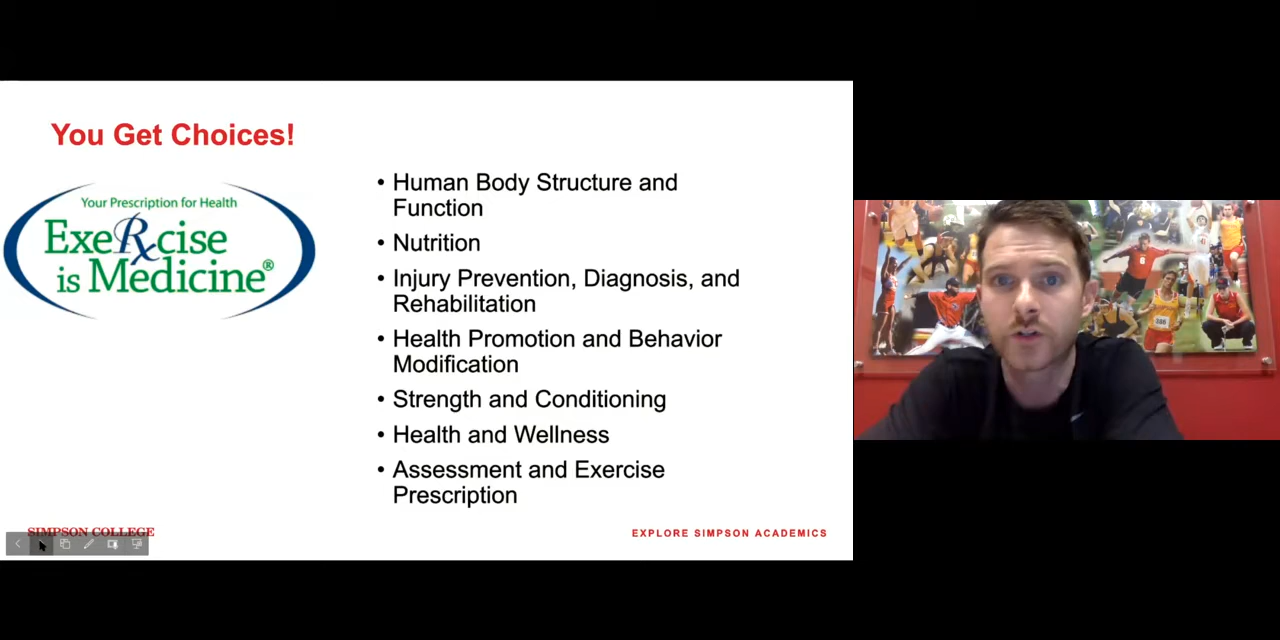 You Get Choices!
Your Prescription for Health
ExeRxcise
is Medicine®
• Human Body Structure and
Function
• Nutrition
• Injury Prevention, Diagnosis, and
Rehabilitation
• Health Promotion and Behavior
Modification
• Strength and Conditioning
• Health and Wellness
• Assessment and Exercise
Prescription
SIMPSON COLLEGE
EXPLORE SIMPSON ACADEMICS